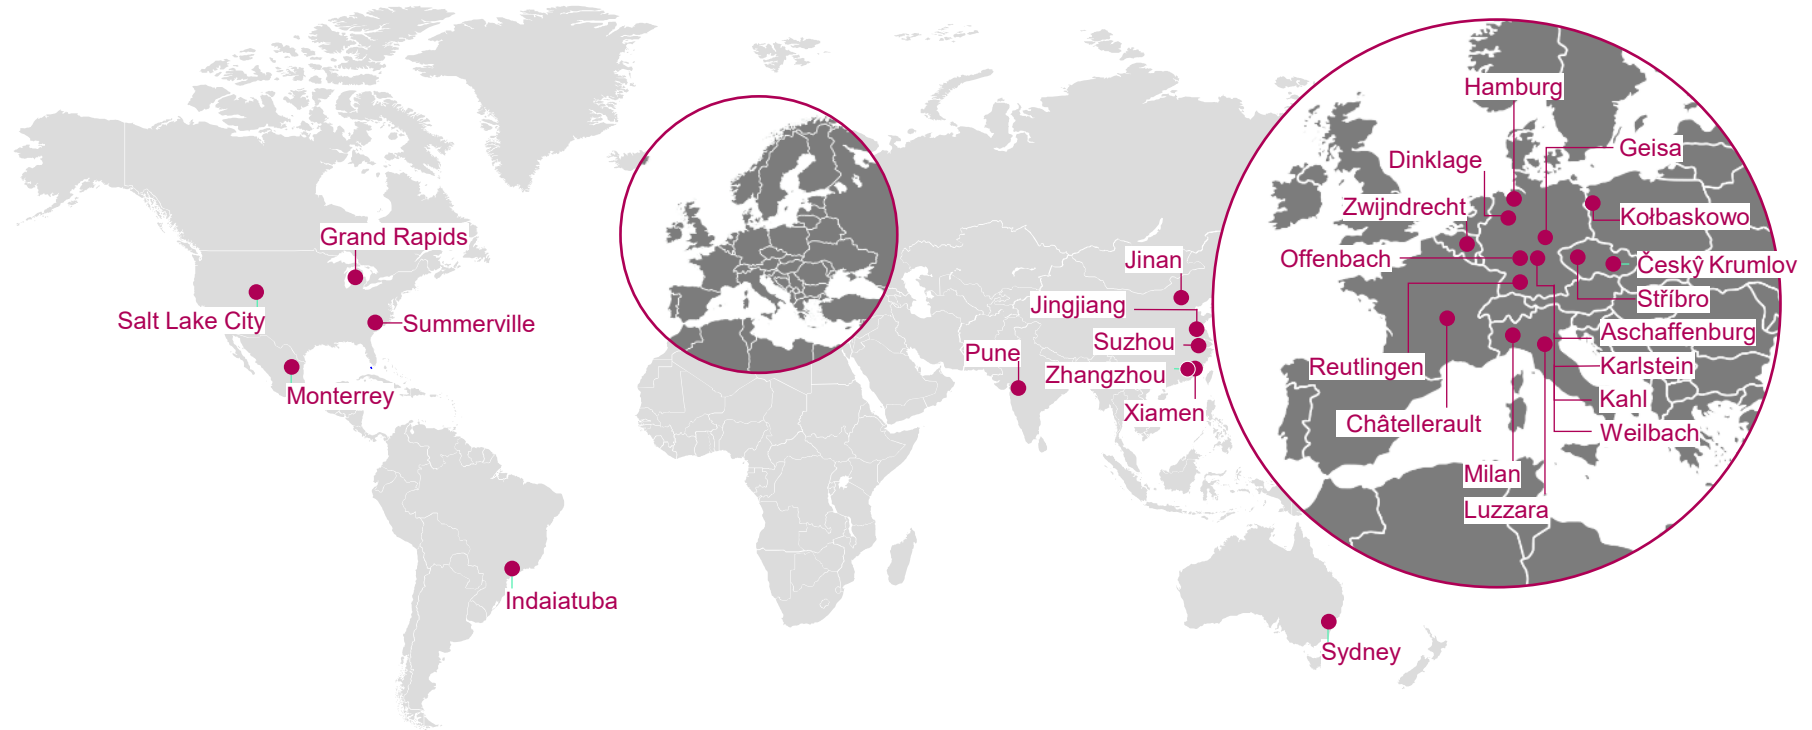 Grand Rapids
Salt Lake City
Summerville
Monterrey
Indaiatuba
Jinan
Jingjiang
Suzhou
Pune
Zhangzhou
Xiamen
Sydney
Hamburg
Geisa
Dinklage
Zwijndrecht
Kołbaskowo
Offenbach
Český Krumlov
Stříbro
Aschaffenburg
Reutlingen
Karlstein
Kahl
Châtellerault
Weilbach
Milan
Luzzara